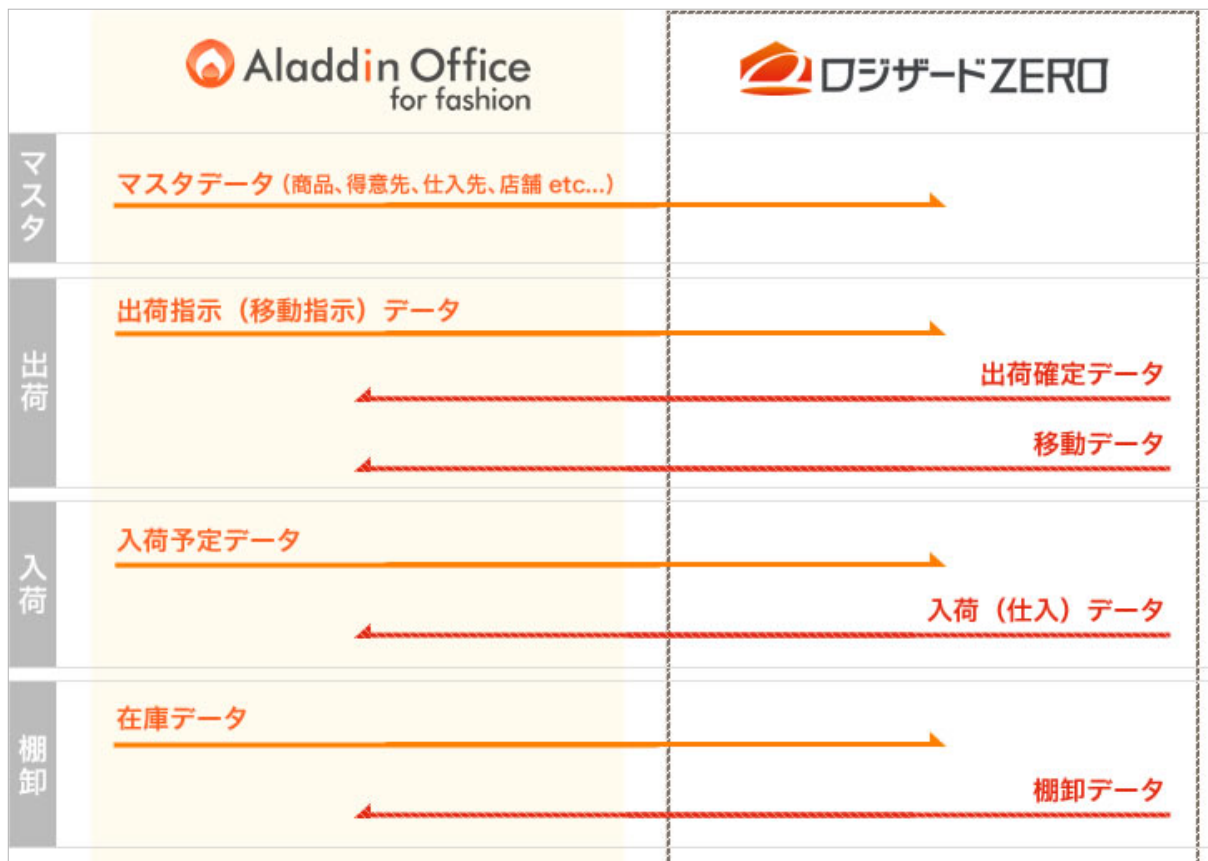 Aladdin Office
for fashion
ロジザードZERO
マスタ
マスタデータ（商品、得意先、仕入先、店舗 etc...）
出荷
出荷指示（移動指示）データ
出荷確定データ
移動データ
入荷
入荷予定データ
入荷（仕入）データ
棚卸
在庫データ
棚卸データ